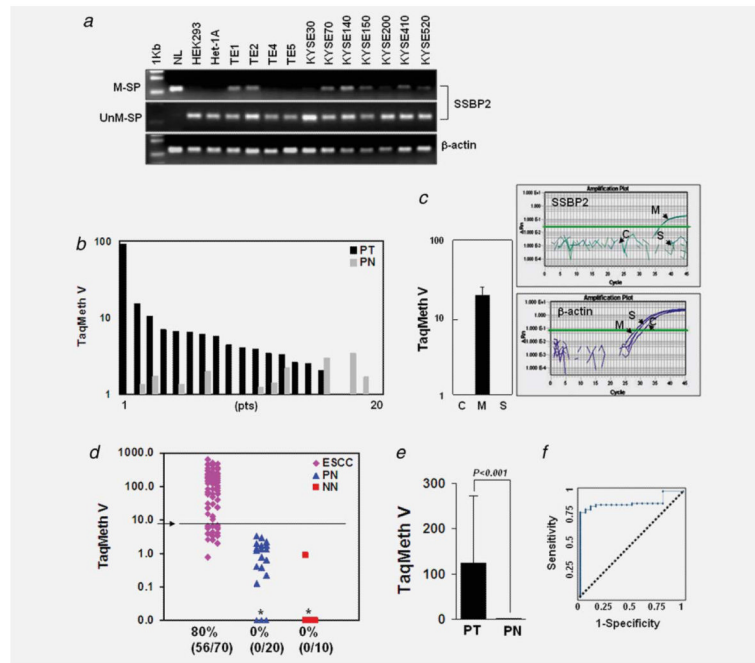 a
1Kb
NL
HEK293
Het-1A
TE1
TE2
TE4
TE5
KYSE30
KYSE70
KYSE140
KYSE150
KYSE200
KYSE410
KYSE520
M-SP
UnM-SP
SSBP2
β-actin
b
TaqMeth V
100
10
1
PT
PN
1
(pts)
20
c
TaqMeth V
100
10
1
C M S
Amplification Plot
SSBP2
M
C
S
Cycle
Amplification Plot
β-actin
S
M
C
Cycle
d
TaqMeth V
1000.0
100.0
10.0
1.0
0.1
0.0
ESCC
PN
NN
* *
80% 0% 0%
(56/70) (0/20) (0/10)
e
P<0.001
TaqMeth V
300
200
100
0
PT PN
f
Sensitivity
1
0.75
0.5
0.25
0 0.25 0.5 0.75 1
1-Specificity